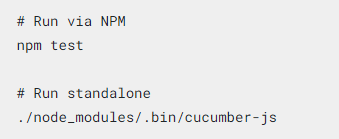 # Run via NPM
npm test
# Run standalone
./node_modules/.bin/cucumber-js